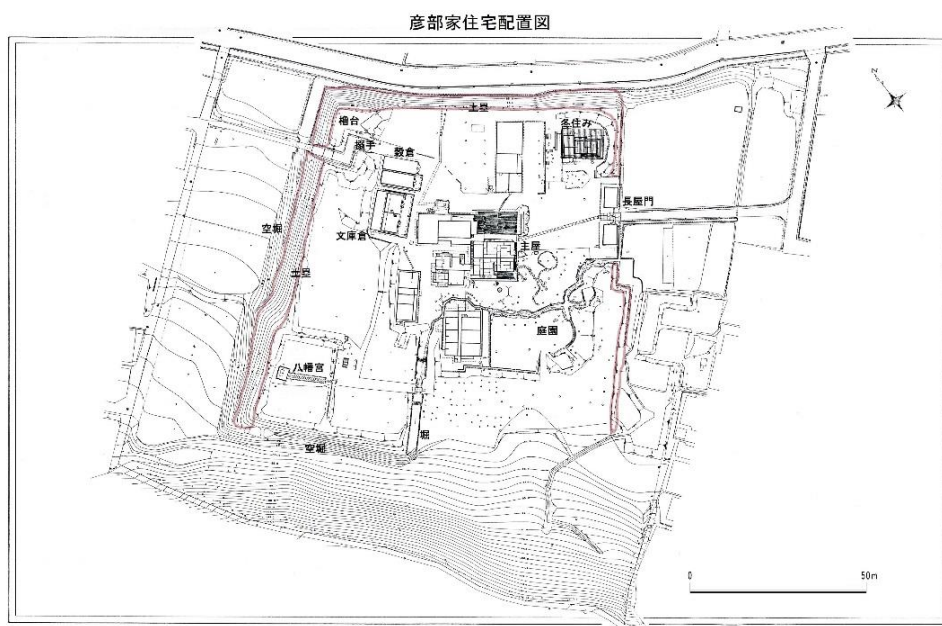 彦部家住宅配置図
N
土塁
櫓台
冬住み
搦手
穀倉
長屋門
空堀
文庫倉
主屋
土塁
庭園
八幡宮
堀
空堀
0 50m